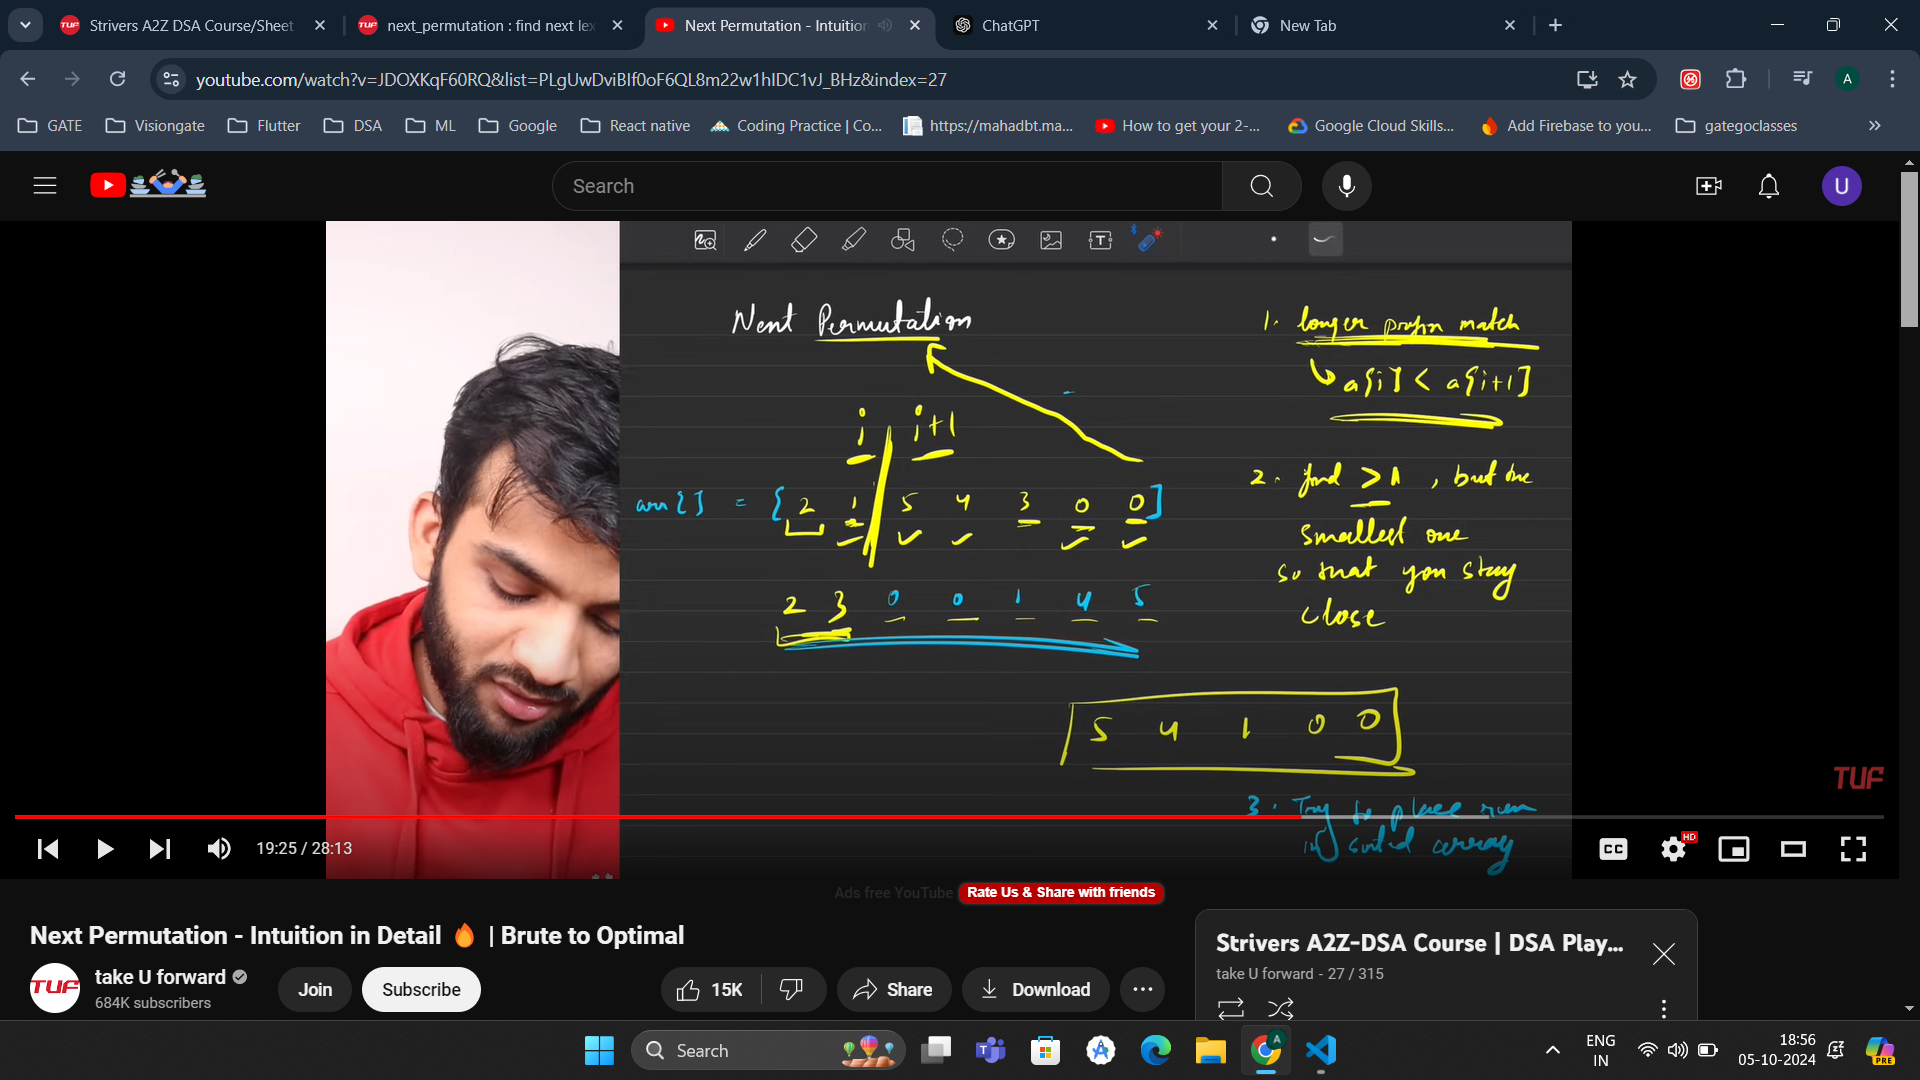 Strivers A2Z DSA Course/Sheet
next_permutation : find next lex
Next Permutation - Intuition
ChatGPT
New Tab
youtube.com/watch?v=JDOXKqF60RQ&list=PLgUwDviBIf0oF6QL8m22w1hIDC1vJ_BHz&index=27
A
GATE
Visiongate
Flutter
DSA
ML
Google
React native
Coding Practice | Co...
https://mahadbt.ma...
How to get your 2-...
Google Cloud Skills...
Add Firebase to you...
gategoclasses
»
Search
U
Next Permutation
1. longer prefix match
a[i] < a[i+1]
i i+1
arr[] = { 2 1 5 4 3 0 0 ]
2. find > 1 , but the
smallest one
so that you stay
close
2 3 0 0 1 4 5
5 4 1 0 0
TUF
3. Try to place rem
in sorted array
19:25 / 28:13
CC
HD
Ads free YouTube
Rate Us & Share with friends
Next Permutation - Intuition in Detail 🔥 | Brute to Optimal
TUF
take U forward
684K subscribers
Join
Subscribe
15K
Share
Download
Strivers A2Z-DSA Course | DSA Play...
take U forward - 27 / 315
Search
ENG
IN
18:56
05-10-2024
PRE